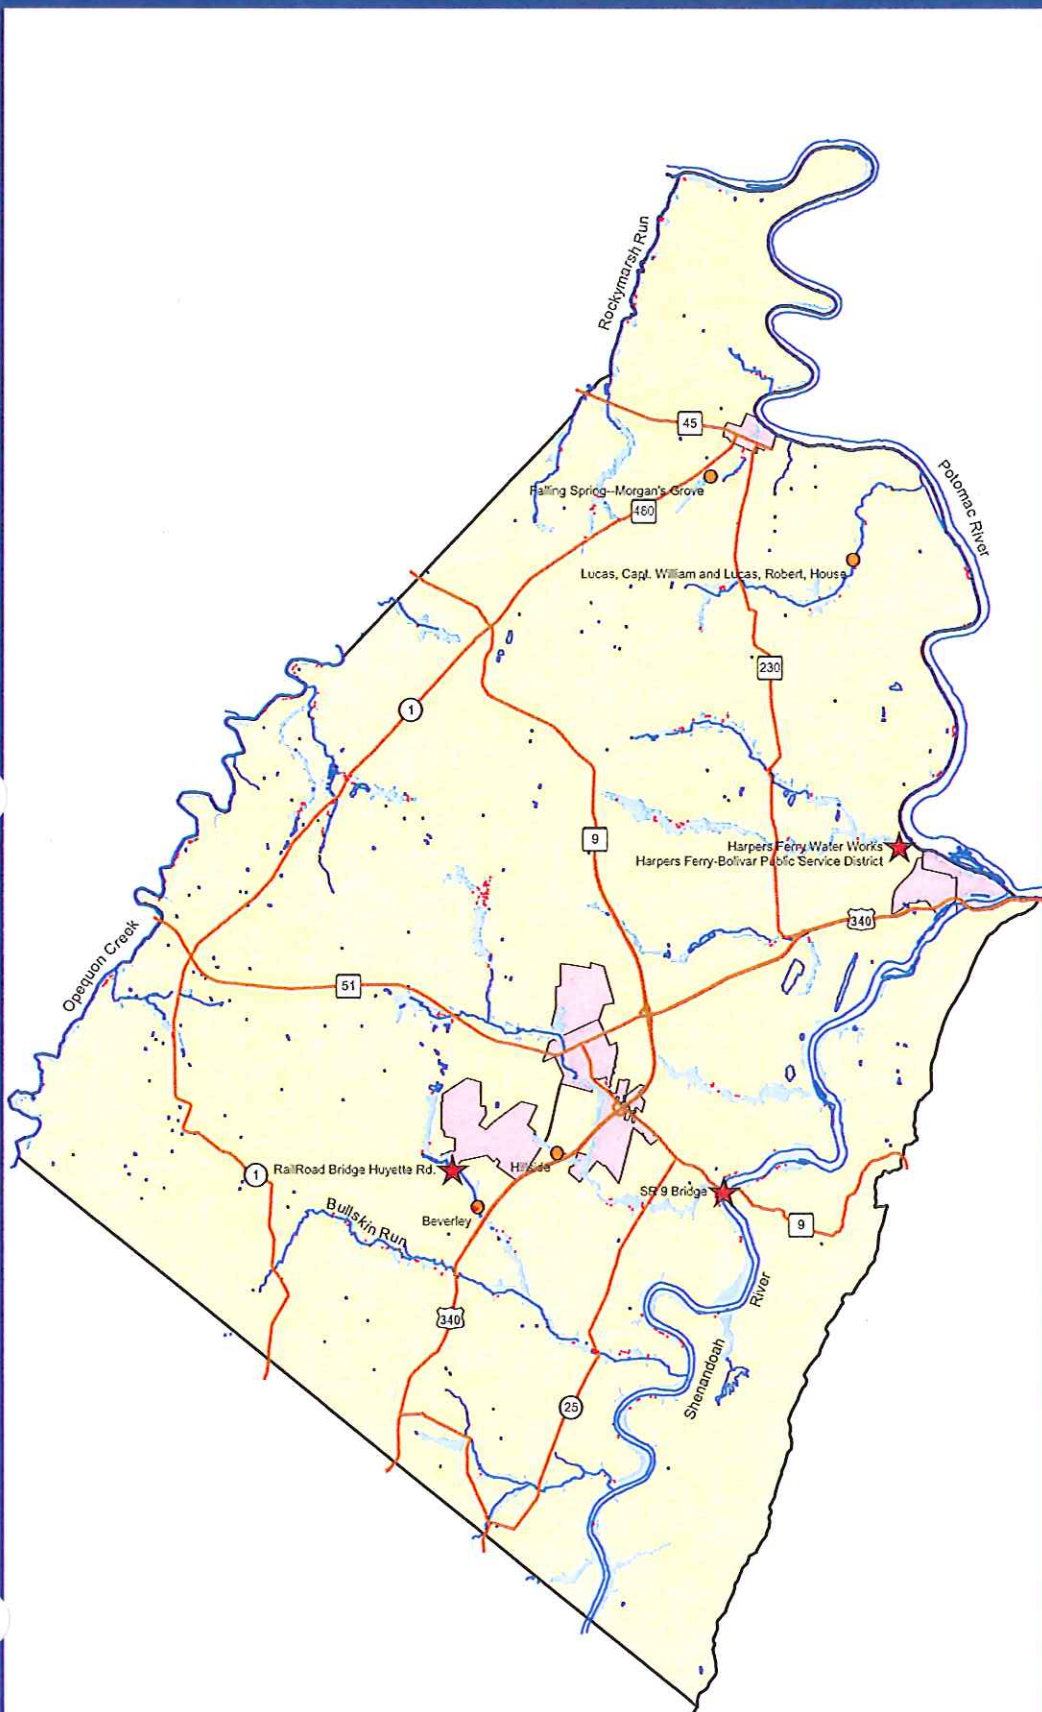 Rockymarsh Run
45
Potomac River
Falling Spring--Morgan's Grove
480
Lucas, Capt. William and Lucas, Robert, House
230
1
9
Harpers Ferry Water Works
Harpers Ferry-Bolivar Public Service District
340
Opequon Creek
51
1
RailRoad Bridge Huyette Rd.
Hillside
SR 9 Bridge
Beverley
Bullskin Run
9
340
River
Shenandoah
25